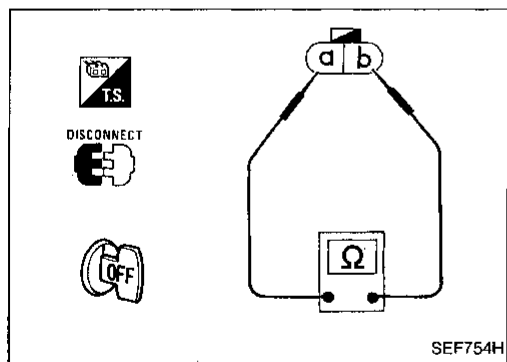 T.S.
DISCONNECT
OFF
a b
Ω
SEF754H